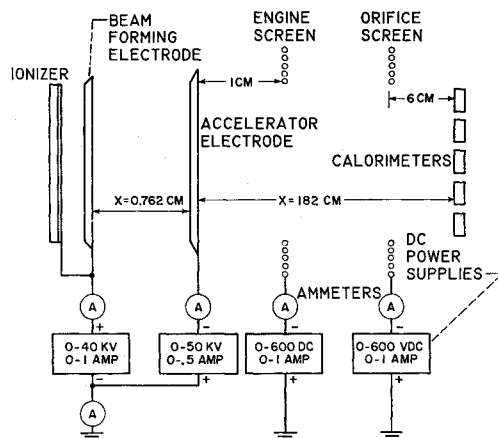 BEAM
FORMING
ELECTRODE
ENGINE
SCREEN
ORIFICE
SCREEN
IONIZER
1CM
6 CM
ACCELERATOR
ELECTRODE
CALORIMETERS
X=0.762 CM
X=182 CM
DC
POWER
SUPPLIES
AMMETERS
A
A
A
A
+
-
-
-
0-40 KV
0-1 AMP
0-50 KV
0-.5 AMP
0-600 DC
0-1 AMP
0-600 VDC
0-1 AMP
-
+
+
+
A